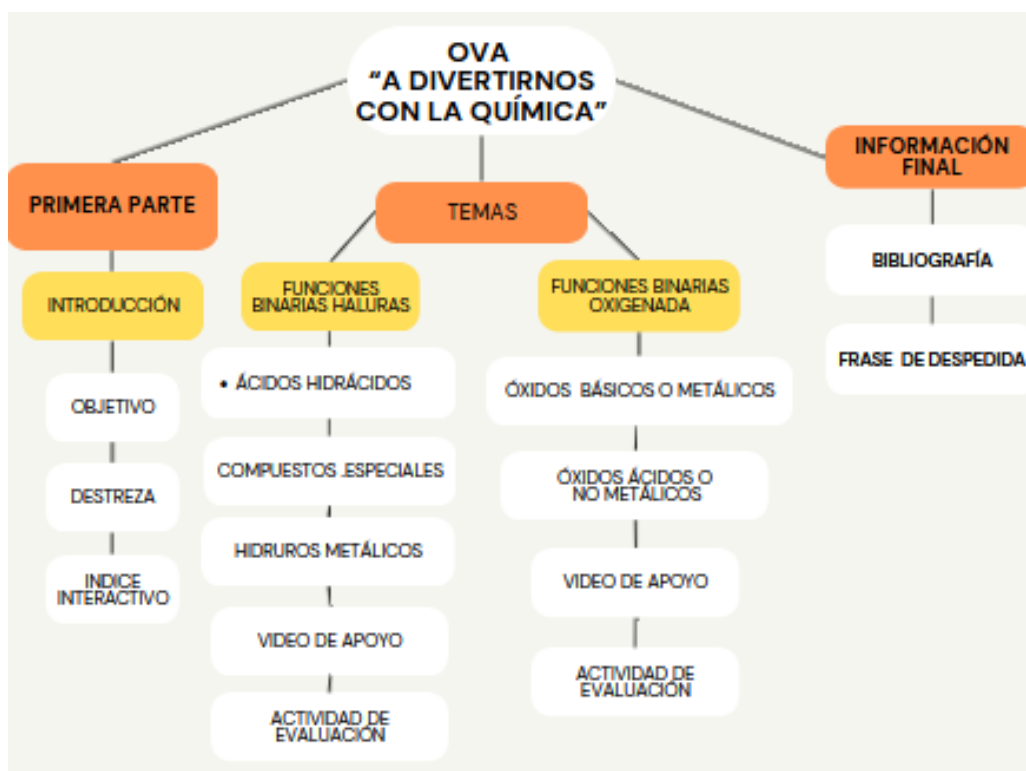 OVA
“A DIVERTIRNOS
CON LA QUÍMICA”
PRIMERA PARTE
INTRODUCCIÓN
OBJETIVO
DESTREZA
INDICE
INTERACTIVO
TEMAS
FUNCIONES
BINARIAS HALURAS
• ÁCIDOS HIDRÁCIDOS
COMPUESTOS .ESPECIALES
HIDRUROS METÁLICOS
VIDEO DE APOYO
ACTIVIDAD DE
EVALUACIÓN
FUNCIONES BINARIAS
OXIGENADA
ÓXIDOS BÁSICOS O METÁLICOS
ÓXIDOS ÁCIDOS O
NO METÁLICOS
VIDEO DE APOYO
ACTIVIDAD DE
EVALUACIÓN
INFORMACIÓN
FINAL
BIBLIOGRAFÍA
FRASE DE DESPEDIDA